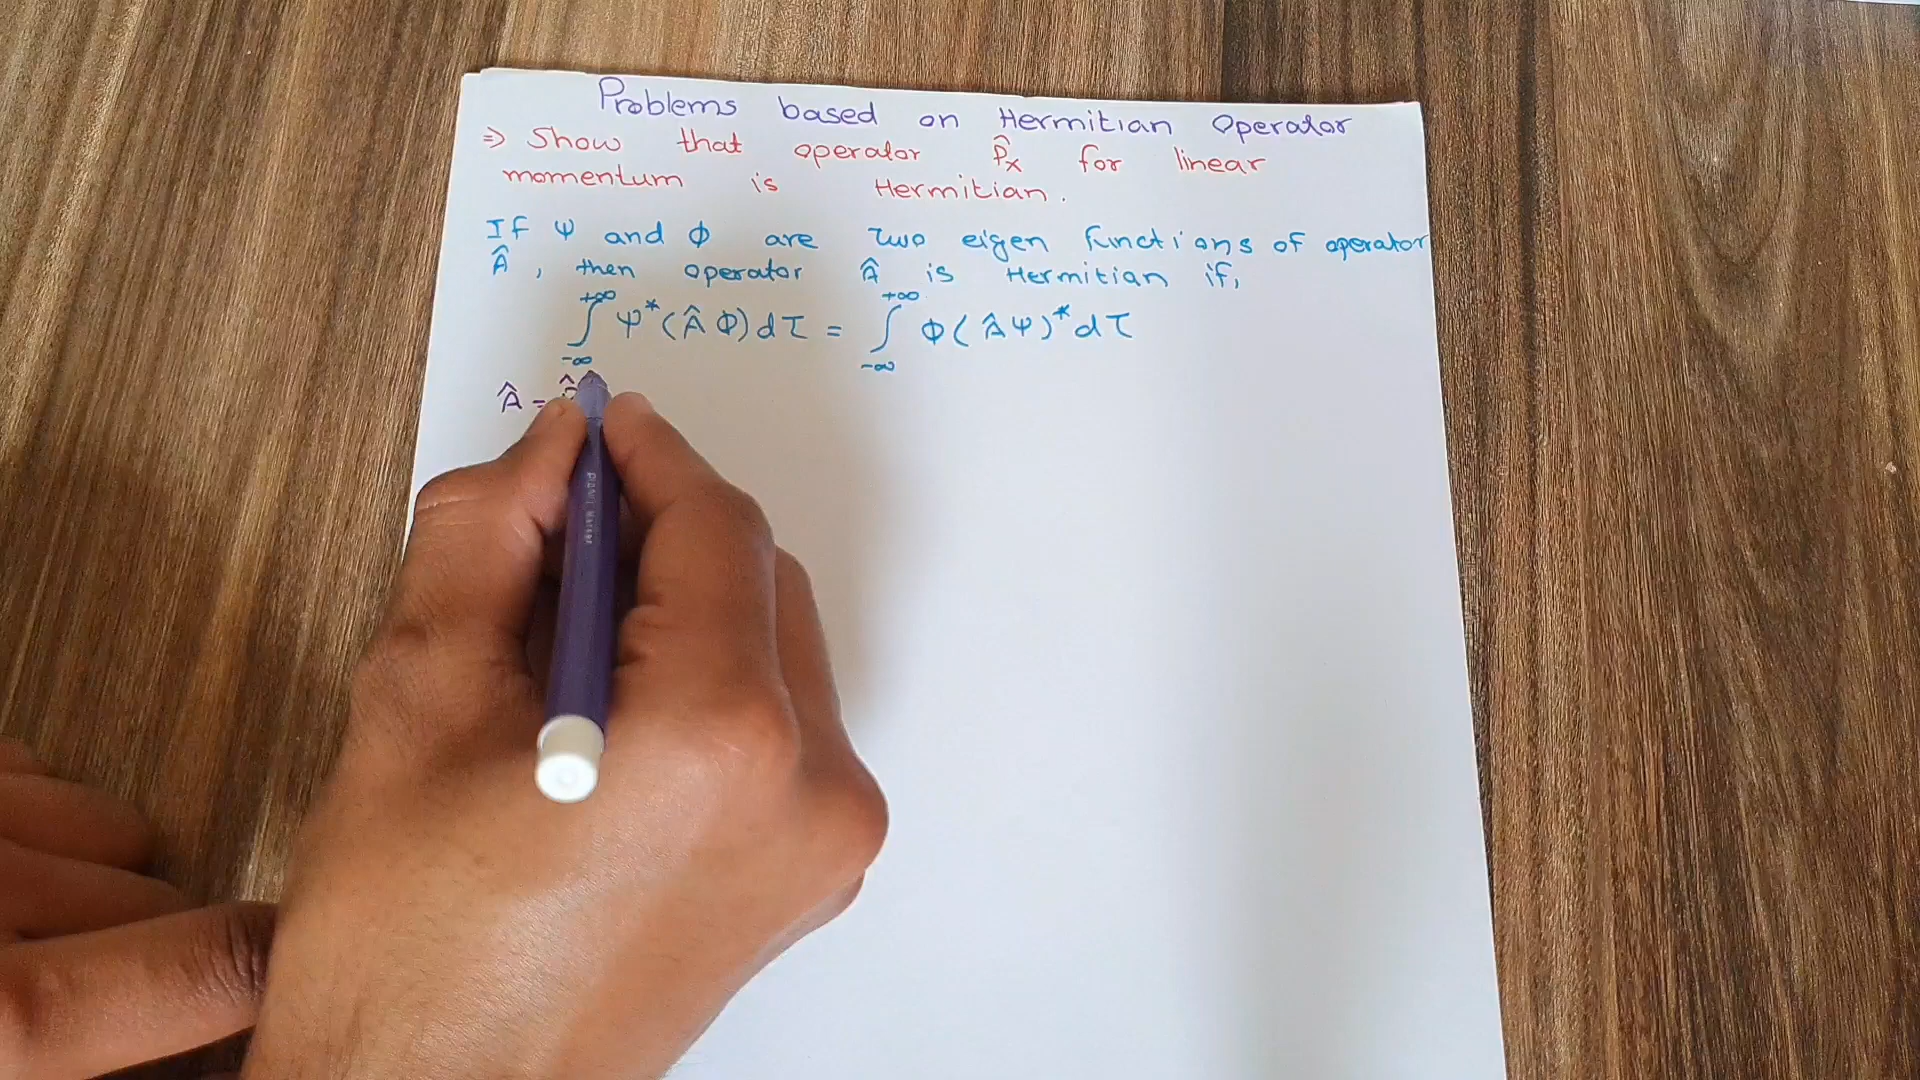 Problems based on Hermitian Operator
⇒ Show that operator P̂x for linear
momentum is Hermitian.
If Ψ and Φ are two eigen functions of operator
Â, then operator Â is Hermitian if,
∫_{-∞}^{+∞} Ψ*(ÂΦ)dτ = ∫_{-∞}^{+∞} Φ(ÂΨ)*dτ
Â =